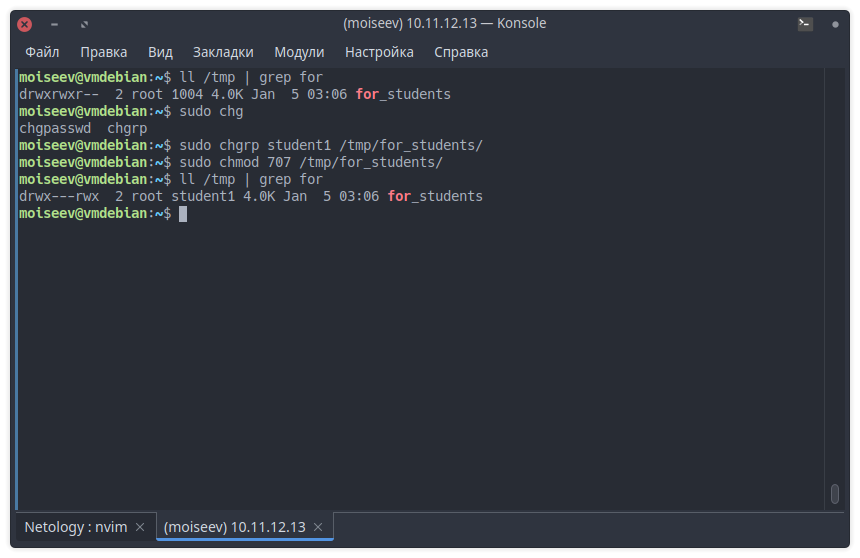 (moiseev) 10.11.12.13 — Konsole
Файл Правка Вид Закладки Модули Настройка Справка
moiseev@vmdebian:~$ ll /tmp | grep for
drwxrwxr--  2 root 1004 4.0K Jan  5 03:06 for_students
moiseev@vmdebian:~$ sudo chg
chgpasswd  chgrp
moiseev@vmdebian:~$ sudo chgrp student1 /tmp/for_students/
moiseev@vmdebian:~$ sudo chmod 707 /tmp/for_students/
moiseev@vmdebian:~$ ll /tmp | grep for
drwx---rwx  2 root student1 4.0K Jan  5 03:06 for_students
moiseev@vmdebian:~$
Netology : nvim (moiseev) 10.11.12.13